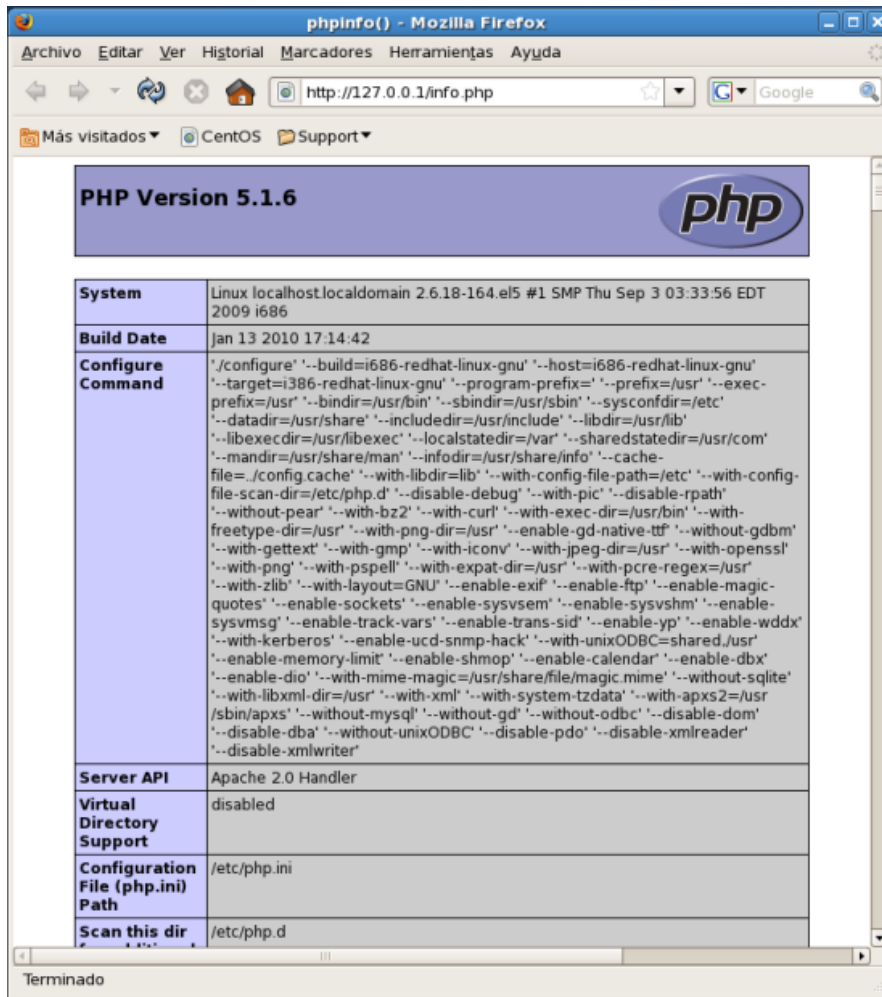 phpinfo() - Mozilla Firefox
Archivo Editar Ver Historial Marcadores Herramientas Ayuda
http://127.0.0.1/info.php
G Google
Más visitados CentOS Support
PHP Version 5.1.6
php
System Linux localhost.localdomain 2.6.18-164.el5 #1 SMP Thu Sep 3 03:33:56 EDT
2009 i686
Build Date Jan 13 2010 17:14:42
Configure './configure' '--build=i686-redhat-linux-gnu' '--host=i686-redhat-linux-gnu'
Command '--target=i386-redhat-linux-gnu' '--program-prefix=' '--prefix=/usr' '--exec-
prefix=/usr' '--bindir=/usr/bin' '--sbindir=/usr/sbin' '--sysconfdir=/etc'
'--datadir=/usr/share' '--includedir=/usr/include' '--libdir=/usr/lib'
'--libexecdir=/usr/libexec' '--localstatedir=/var' '--sharedstatedir=/usr/com'
'--mandir=/usr/share/man' '--infodir=/usr/share/info' '--cache-
file=../config.cache' '--with-libdir=lib' '--with-config-file-path=/etc' '--with-config-
file-scan-dir=/etc/php.d' '--disable-debug' '--with-pic' '--disable-rpath'
'--without-pear' '--with-bz2' '--with-curl' '--with-exec-dir=/usr/bin' '--with-
freetype-dir=/usr' '--with-png-dir=/usr' '--enable-gd-native-ttf' '--without-gdbm'
'--with-gettext' '--with-gmp' '--with-iconv' '--with-jpeg-dir=/usr' '--with-openssl'
'--with-png' '--with-pspell' '--with-expat-dir=/usr' '--with-pcre-regex=/usr'
'--with-zlib' '--with-layout=GNU' '--enable-exif' '--enable-ftp' '--enable-magic-
quotes' '--enable-sockets' '--enable-sysvsem' '--enable-sysvshm' '--enable-
sysvmsg' '--enable-track-vars' '--enable-trans-sid' '--enable-yp' '--enable-wddx'
'--with-kerberos' '--enable-ucd-snmp-hack' '--with-unixODBC=shared,/usr'
'--enable-memory-limit' '--enable-shmop' '--enable-calendar' '--enable-dbx'
'--enable-dio' '--with-mime-magic=/usr/share/file/magic.mime' '--without-sqlite'
'--with-libxml-dir=/usr' '--with-xml' '--with-system-tzdata' '--with-apxs2=/usr
/sbin/apxs' '--without-mysql' '--without-gd' '--without-odbc' '--disable-dom'
'--disable-dba' '--without-unixODBC' '--disable-pdo' '--disable-xmlreader'
'--disable-xmlwriter'
Server API Apache 2.0 Handler
Virtual disabled
Directory
Support
Configuration /etc/php.ini
File (php.ini)
Path
Scan this dir /etc/php.d
Terminado